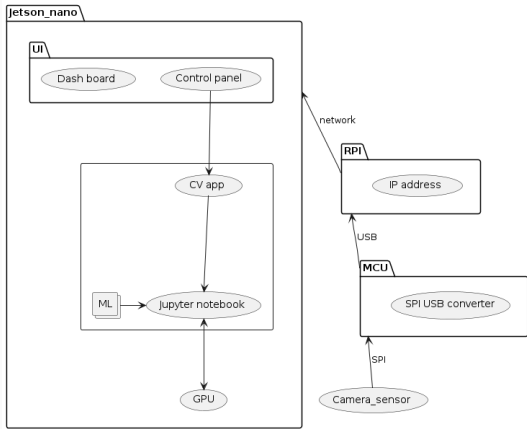 Jetson_nano
UI
Dash board
Control panel
network
RPI
IP address
CV app
USB
MCU
ML
Jupyter notebook
SPI USB converter
SPI
GPU
Camera_sensor